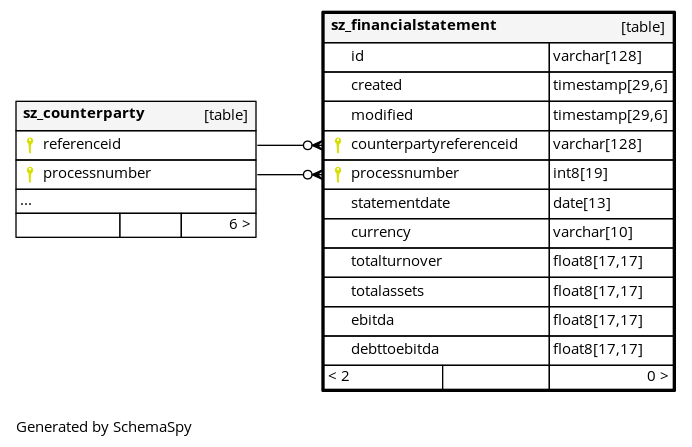 sz_counterparty [table]
referenceid
processnumber
...
6 >
sz_financialstatement [table]
id varchar[128]
created timestamp[29,6]
modified timestamp[29,6]
counterpartyreferenceid varchar[128]
processnumber int8[19]
statementdate date[13]
currency varchar[10]
totalturnover float8[17,17]
totalassets float8[17,17]
ebitda float8[17,17]
debttoebitda float8[17,17]
< 2 0 >
Generated by SchemaSpy